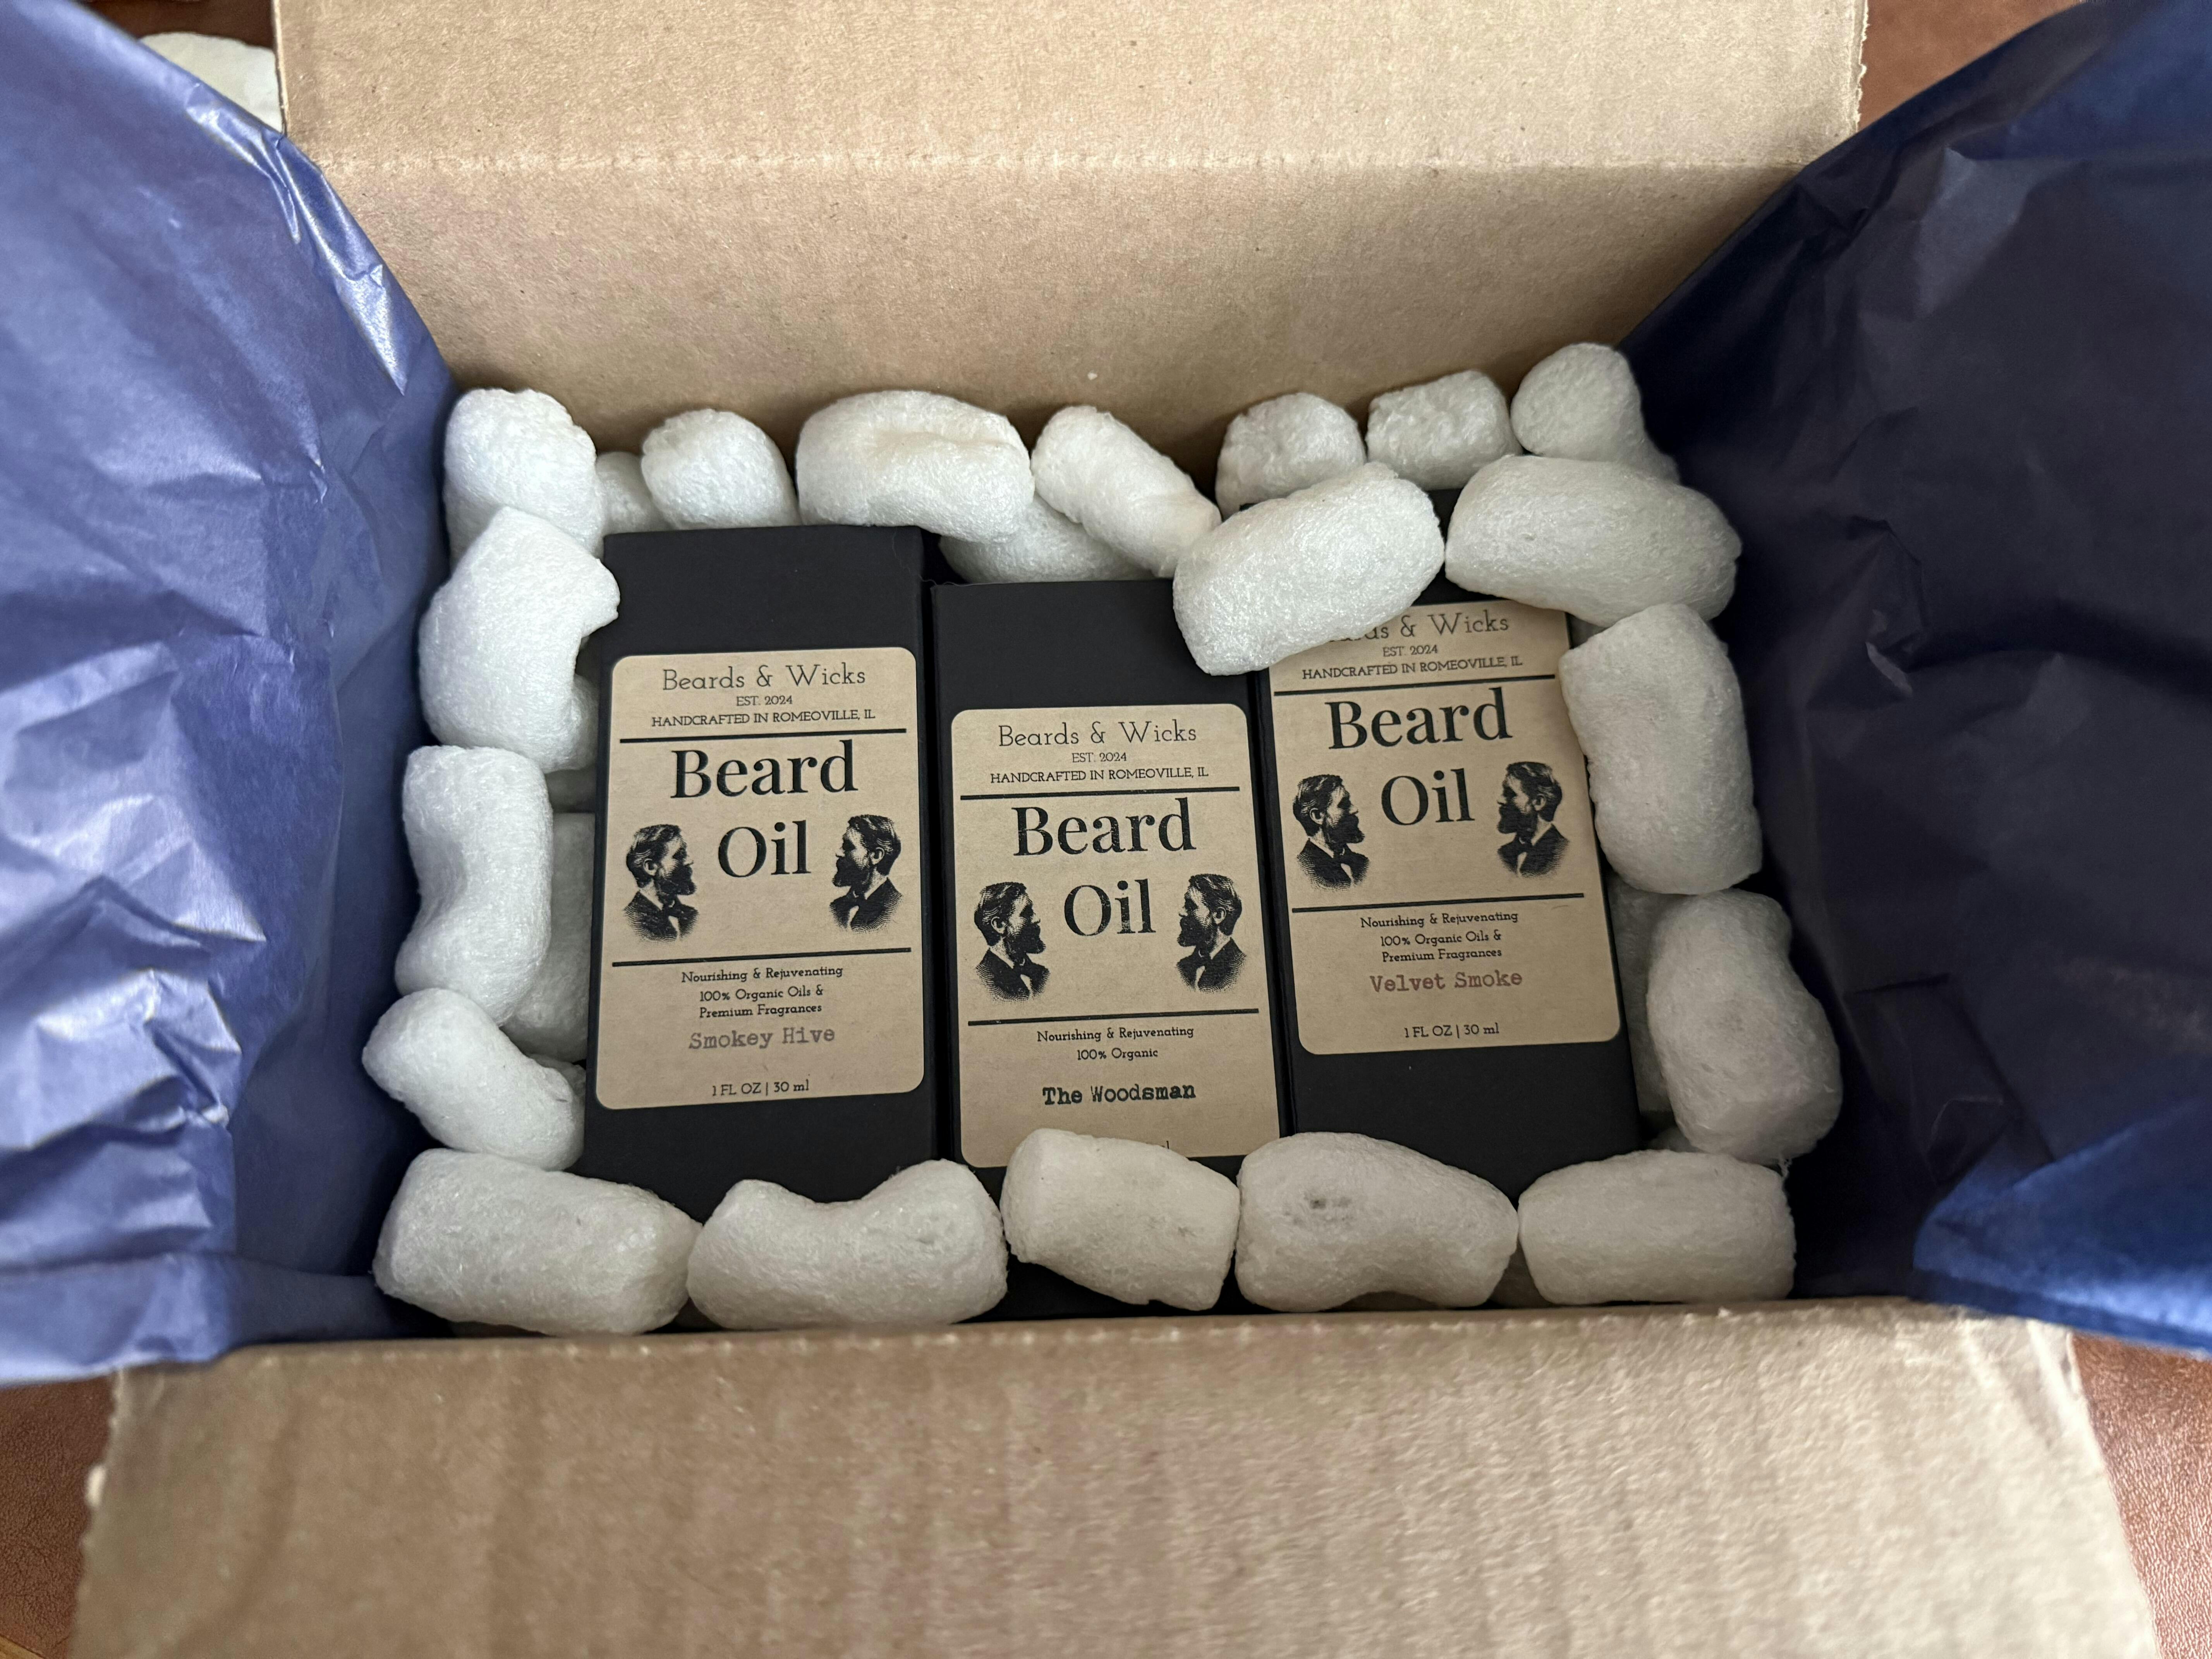 Beards & Wicks
EST. 2024
HANDCRAFTED IN ROMEOVILLE, IL
Beard
Oil
Nourishing & Rejuvenating
100% Organic Oils &
Premium Fragrances
Smokey Hive
1 FL OZ | 30 ml
Beards & Wicks
EST. 2024
HANDCRAFTED IN ROMEOVILLE, IL
Beard
Oil
Nourishing & Rejuvenating
100% Organic
The Woodsman
& Wicks
EST. 2024
HANDCRAFTED IN ROMEOVILLE, IL
Beard
Oil
Nourishing & Rejuvenating
100% Organic Oils &
Premium Fragrances
Velvet Smoke
1 FL OZ | 30 ml